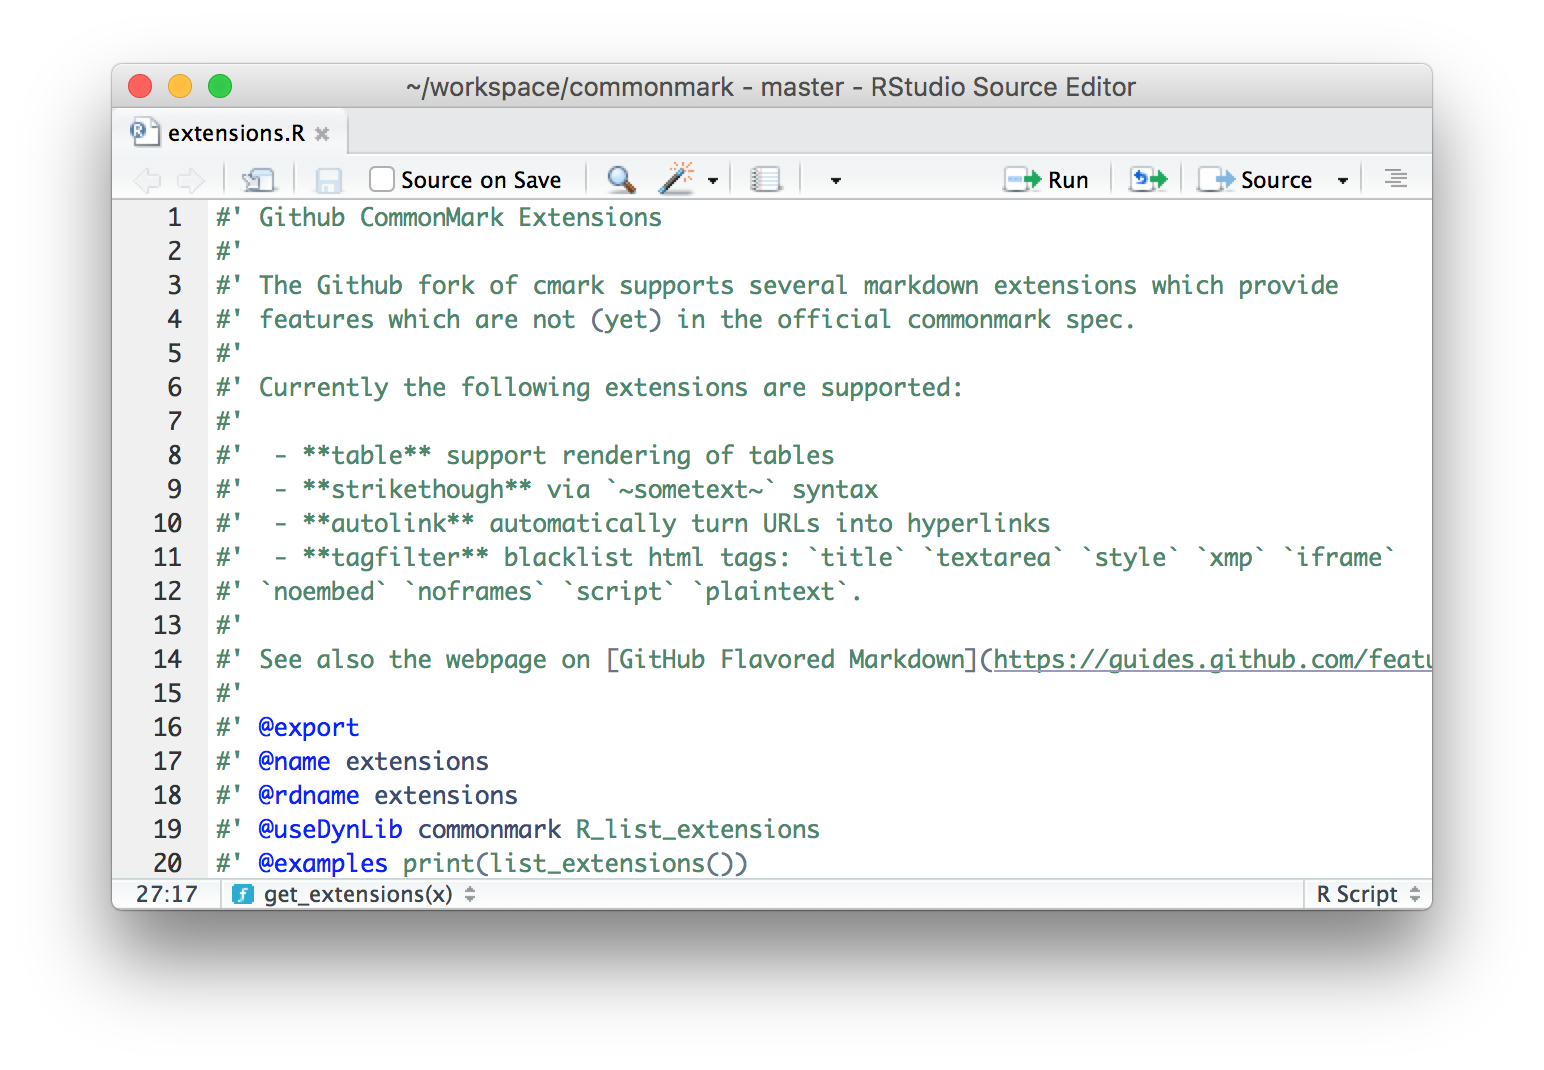 ~/workspace/commonmark - master - RStudio Source Editor
extensions.R
Source on Save
Run
Source
1 #' Github CommonMark Extensions
2 #'
3 #' The Github fork of cmark supports several markdown extensions which provide
4 #' features which are not (yet) in the official commonmark spec.
5 #'
6 #' Currently the following extensions are supported:
7 #'
8 #'  - **table** support rendering of tables
9 #'  - **strikethough** via `~sometext~` syntax
10 #'  - **autolink** automatically turn URLs into hyperlinks
11 #'  - **tagfilter** blacklist html tags: `title` `textarea` `style` `xmp` `iframe`
12 #' `noembed` `noframes` `script` `plaintext`.
13 #'
14 #' See also the webpage on [GitHub Flavored Markdown](https://guides.github.com/featu
15 #'
16 #' @export
17 #' @name extensions
18 #' @rdname extensions
19 #' @useDynLib commonmark R_list_extensions
20 #' @examples print(list_extensions())
27:17 get_extensions(x) R Script